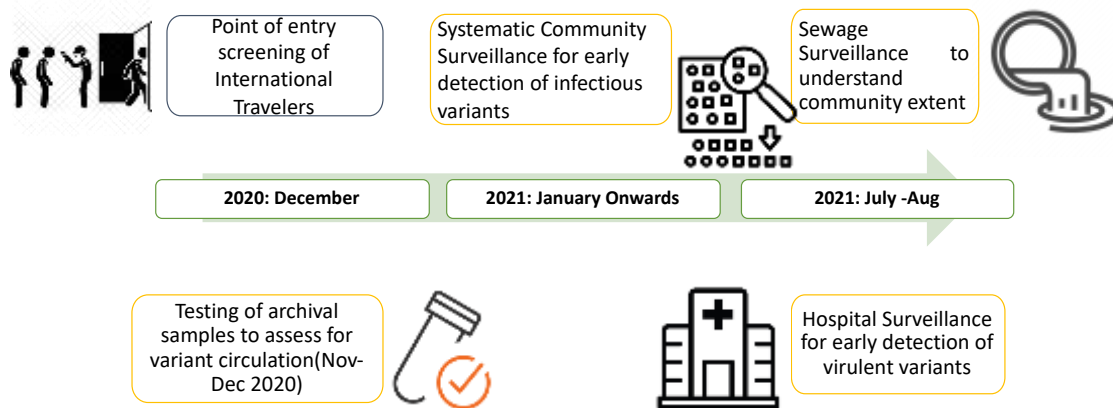 Point of entry
screening of
International
Travelers
Systematic Community
Surveillance for early
detection of infectious
variants
Sewage
Surveillance to
understand
community extent
2020: December
2021: January Onwards
2021: July -Aug
Testing of archival
samples to assess for
variant circulation(Nov-
Dec 2020)
Hospital Surveillance
for early detection of
virulent variants